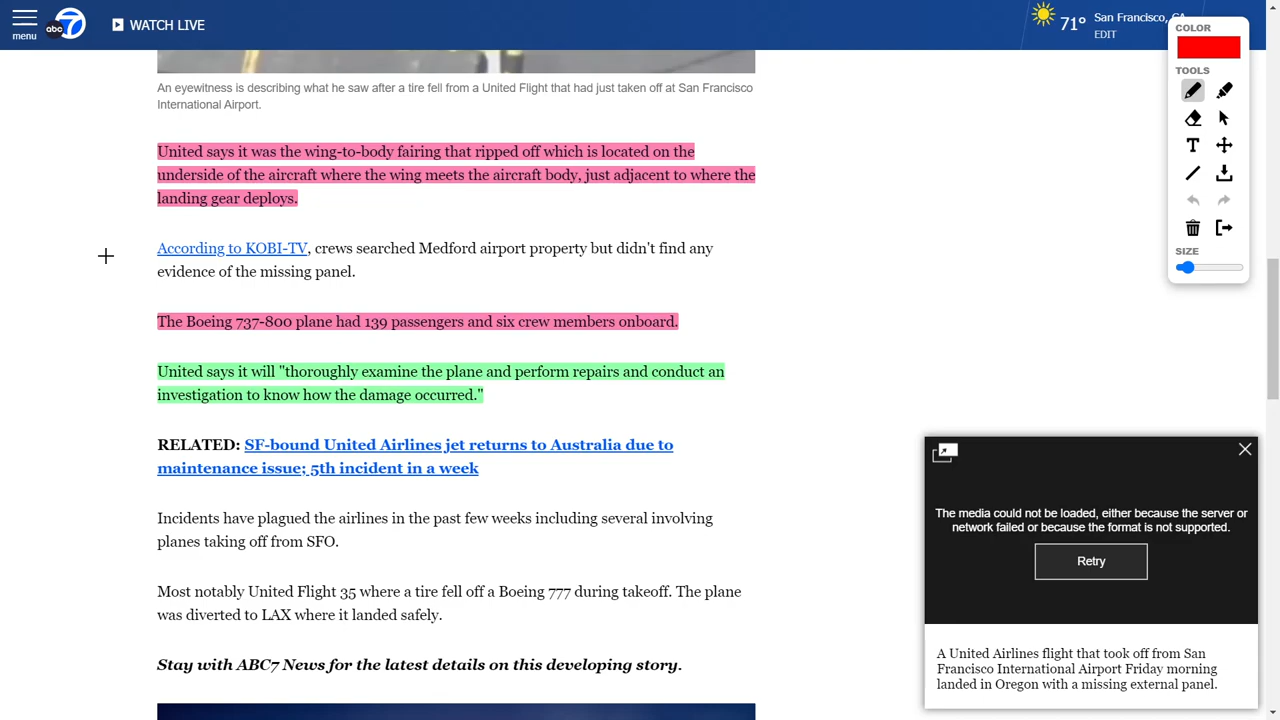 menu
abc 7
WATCH LIVE
71°
San Francisco, CA
EDIT
COLOR
TOOLS
T
SIZE
An eyewitness is describing what he saw after a tire fell from a United Flight that had just taken off at San Francisco
International Airport.
United says it was the wing-to-body fairing that ripped off which is located on the
underside of the aircraft where the wing meets the aircraft body, just adjacent to where the
landing gear deploys.
According to KOBI-TV, crews searched Medford airport property but didn't find any
evidence of the missing panel.
The Boeing 737-800 plane had 139 passengers and six crew members onboard.
United says it will "thoroughly examine the plane and perform repairs and conduct an
investigation to know how the damage occurred."
RELATED: SF-bound United Airlines jet returns to Australia due to
maintenance issue; 5th incident in a week
Incidents have plagued the airlines in the past few weeks including several involving
planes taking off from SFO.
Most notably United Flight 35 where a tire fell off a Boeing 777 during takeoff. The plane
was diverted to LAX where it landed safely.
Stay with ABC7 News for the latest details on this developing story.
The media could not be loaded, either because the server or
network failed or because the format is not supported.
Retry
A United Airlines flight that took off from San
Francisco International Airport Friday morning
landed in Oregon with a missing external panel.